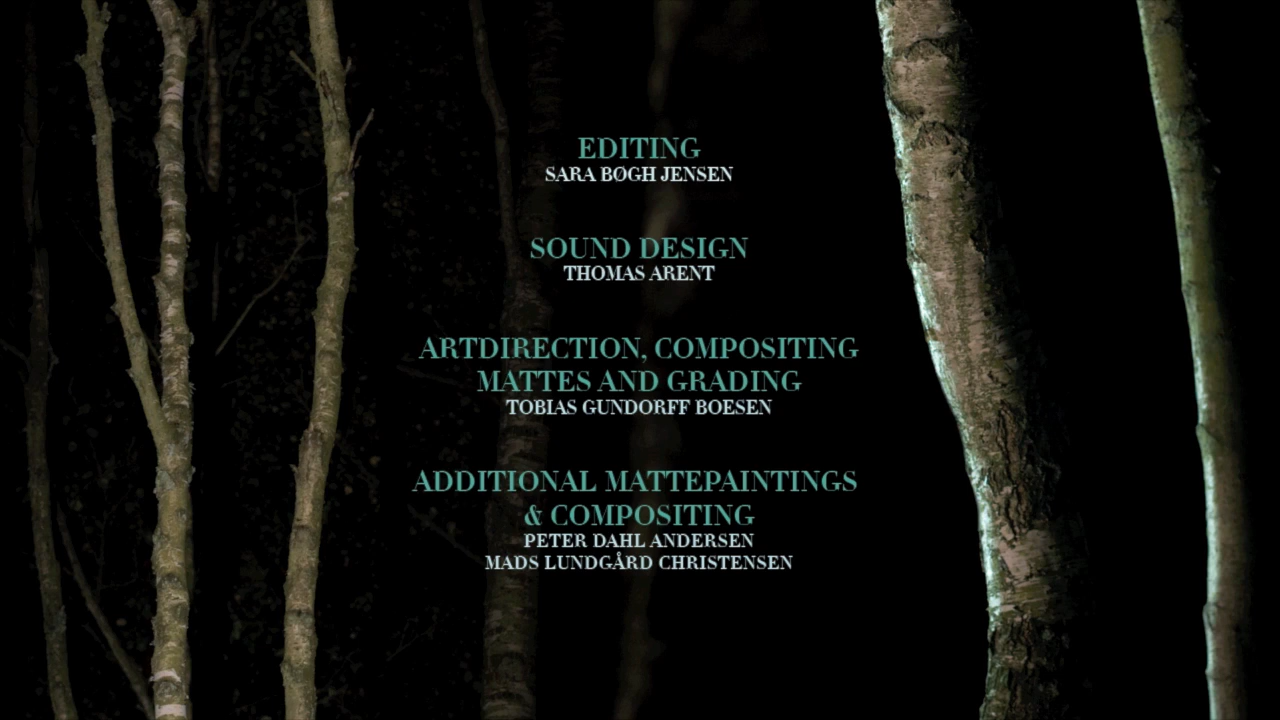 EDITING
SARA BØGH JENSEN
SOUND DESIGN
THOMAS ARENT
ARTDIRECTION, COMPOSITING
MATTES AND GRADING
TOBIAS GUNDORFF BOESEN
ADDITIONAL MATTEPAINTINGS
& COMPOSITING
PETER DAHL ANDERSEN
MADS LUNDGÅRD CHRISTENSEN